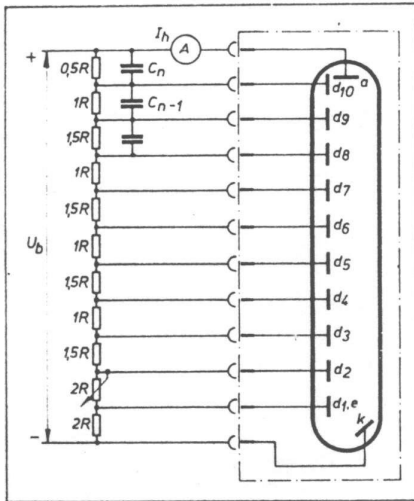 I_h
A
+
0,5R
C_n
a
d10
1R
C_n-1
d9
1,5R
d8
1R
d7
1,5R
d6
U_b
1R
d5
1,5R
d4
1R
d3
1,5R
d2
2R
d1.e
k
2R
−